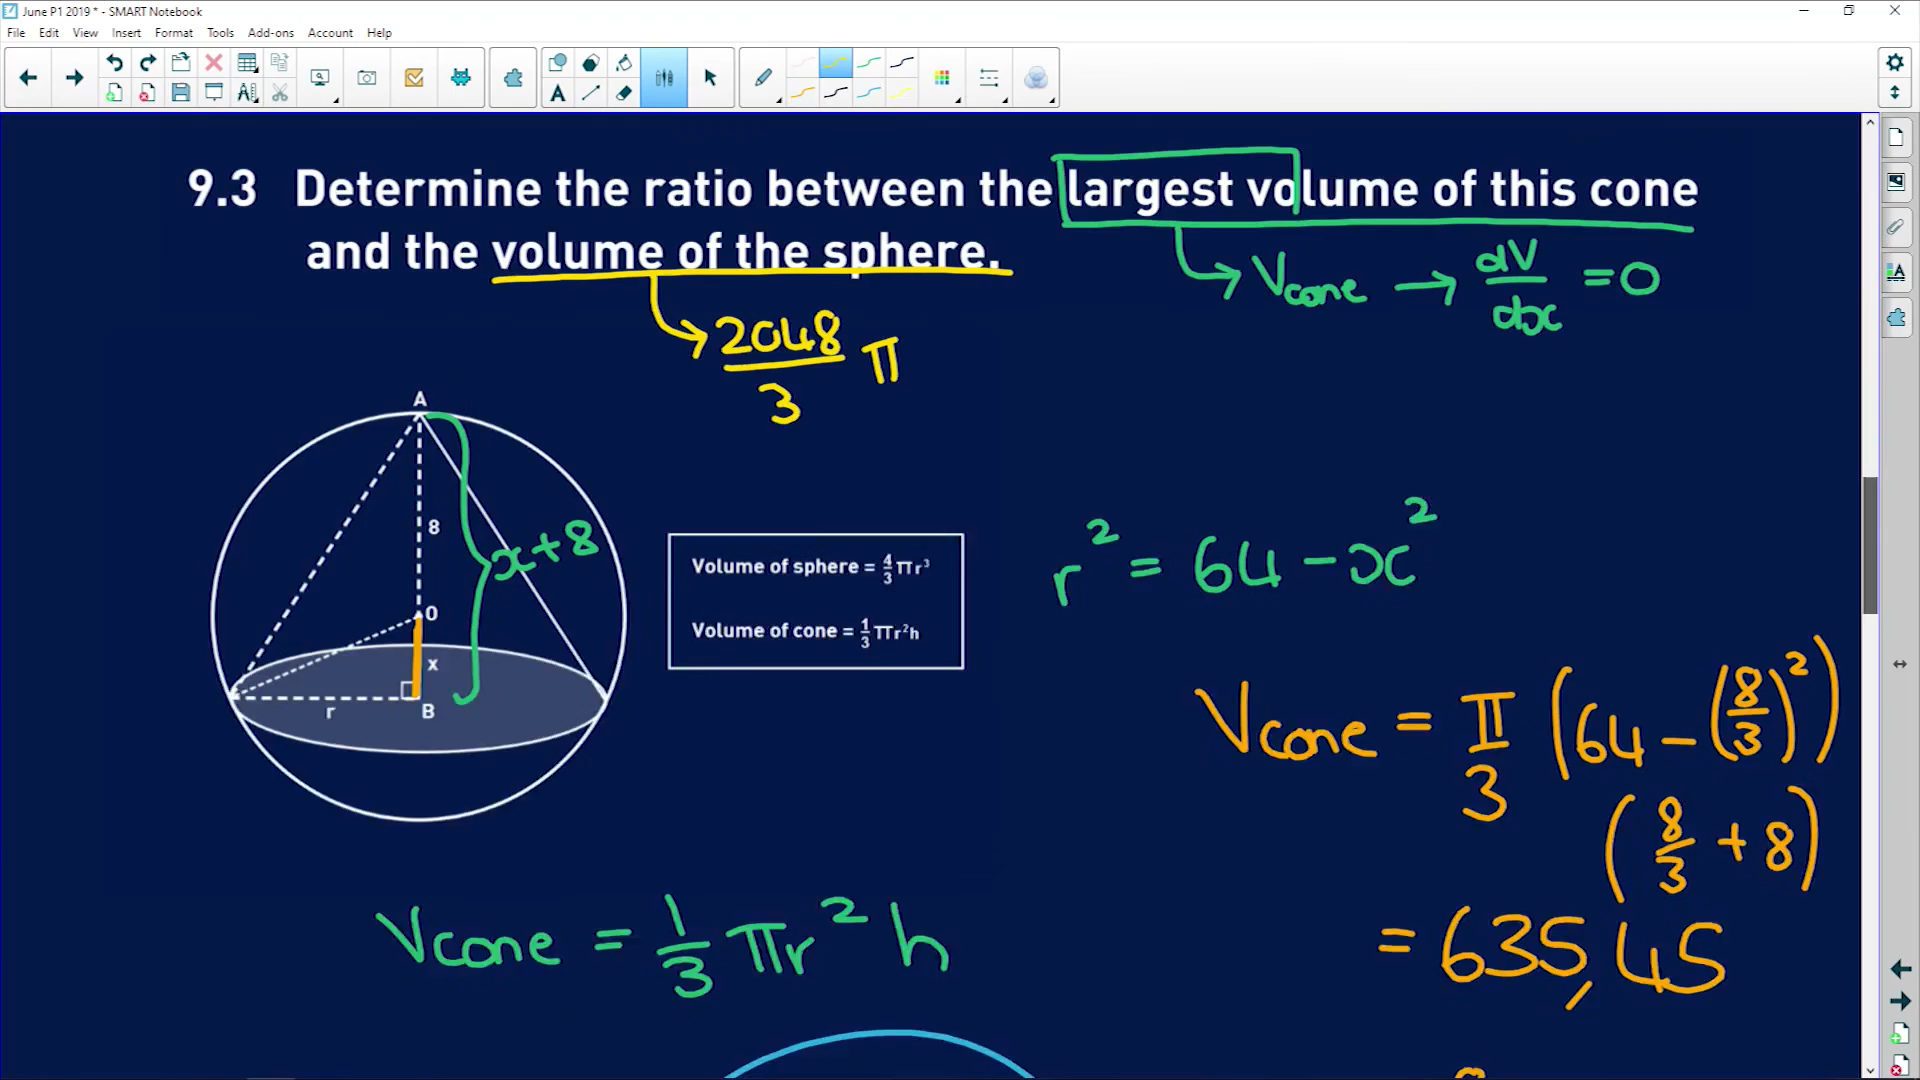 June P1 2019 * - SMART Notebook
File Edit View Insert Format Tools Add-ons Account Help
9.3 Determine the ratio between the largest volume of this cone
and the volume of the sphere.
Vcone → dV/dx = 0
2048/3 π
A
8
x+8
O
x
r
B
Volume of sphere = 4/3 πr³
Volume of cone = 1/3 πr²h
r² = 64 - x²
Vcone = π/3 (64 - (8/3)²)
(8/3 + 8)
= 635,45
Vcone = 1/3 πr²h